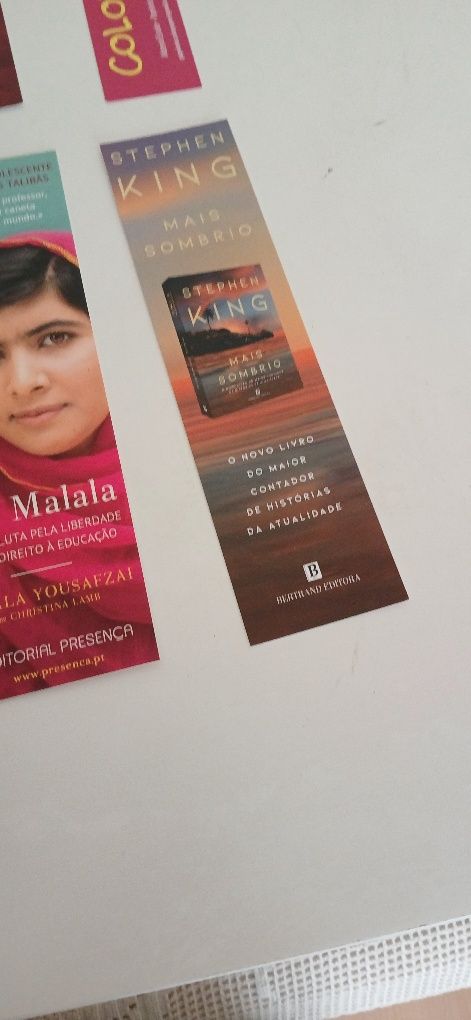 COLO
OLESCENTE
S TALIBÃS
professor,
caneta
mundo.»
Malala
LUTA PELA LIBERDADE
DIREITO À EDUCAÇÃO
ALA YOUSAFZAI
CHRISTINA LAMB
DITORIAL PRESENÇA
www.presenca.pt
STEPHEN
KING
MAIS
SOMBRIO
STEPHEN
KING
MAIS
SOMBRIO
O NOVO LIVRO
DO MAIOR
CONTADOR
DE HISTÓRIAS
DA ATUALIDADE
B
BERTRAND EDITORA